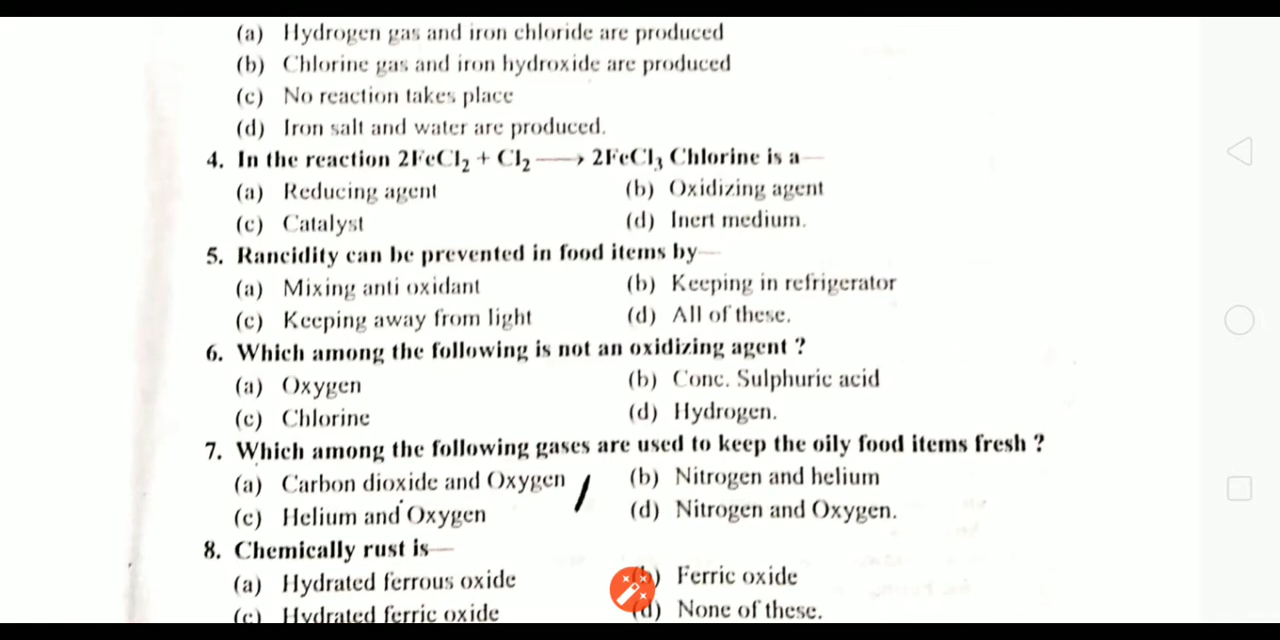 (a) Hydrogen gas and iron chloride are produced
(b) Chlorine gas and iron hydroxide are produced
(c) No reaction takes place
(d) Iron salt and water are produced.
4. In the reaction 2FeCl₂ + Cl₂ ⟶ 2FeCl₃ Chlorine is a—
(a) Reducing agent (b) Oxidizing agent
(c) Catalyst (d) Inert medium.
5. Rancidity can be prevented in food items by—
(a) Mixing anti oxidant (b) Keeping in refrigerator
(c) Keeping away from light (d) All of these.
6. Which among the following is not an oxidizing agent ?
(a) Oxygen (b) Conc. Sulphuric acid
(c) Chlorine (d) Hydrogen.
7. Which among the following gases are used to keep the oily food items fresh ?
(a) Carbon dioxide and Oxygen (b) Nitrogen and helium
(c) Helium and Oxygen (d) Nitrogen and Oxygen.
8. Chemically rust is—
(a) Hydrated ferrous oxide (b) Ferric oxide
(c) Hydrated ferric oxide (d) None of these.